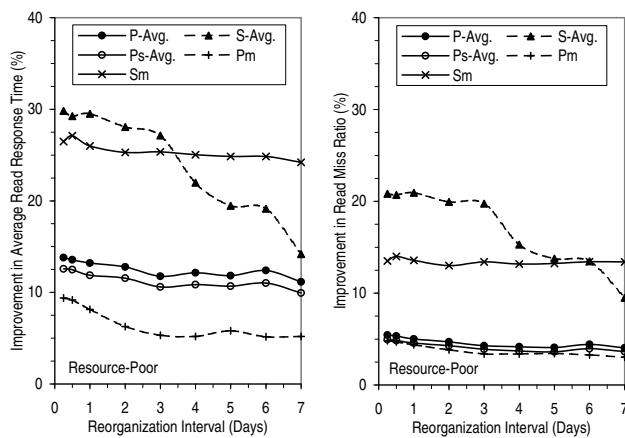 40
30
20
10
0
Improvement in Average Read Response Time (%)
P-Avg. S-Avg.
Ps-Avg. Pm
Sm
Resource-Poor
0 1 2 3 4 5 6 7
Reorganization Interval (Days)
40
30
20
10
0
Improvement in Read Miss Ratio (%)
P-Avg. S-Avg.
Ps-Avg. Pm
Sm
Resource-Poor
0 1 2 3 4 5 6 7
Reorganization Interval (Days)